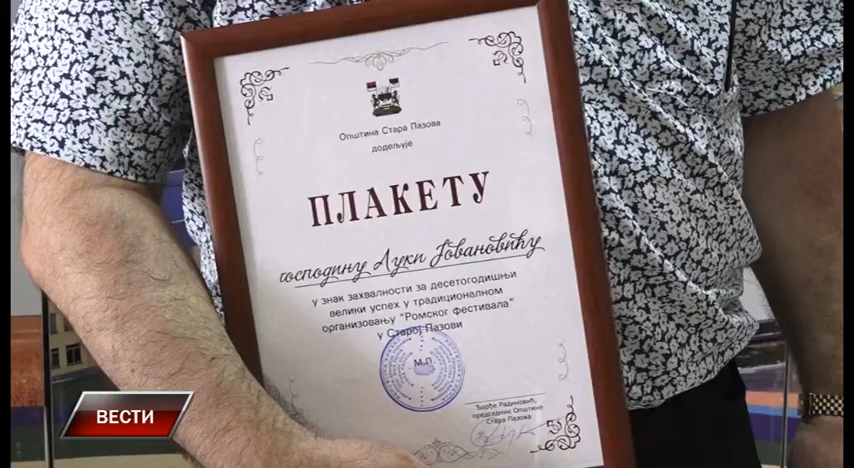 Општина Стара Пазова
додељује
ПЛАКЕТУ
господину Луки Јовановићу
у знак захвалности за десетогодишњи
велики успех у традиционалном
организовању "Ромског фестивала"
у Старој Пазови
М.П.
Ђорђе Радиновић,
председник Општине
Стара Пазова
ВЕСТИ